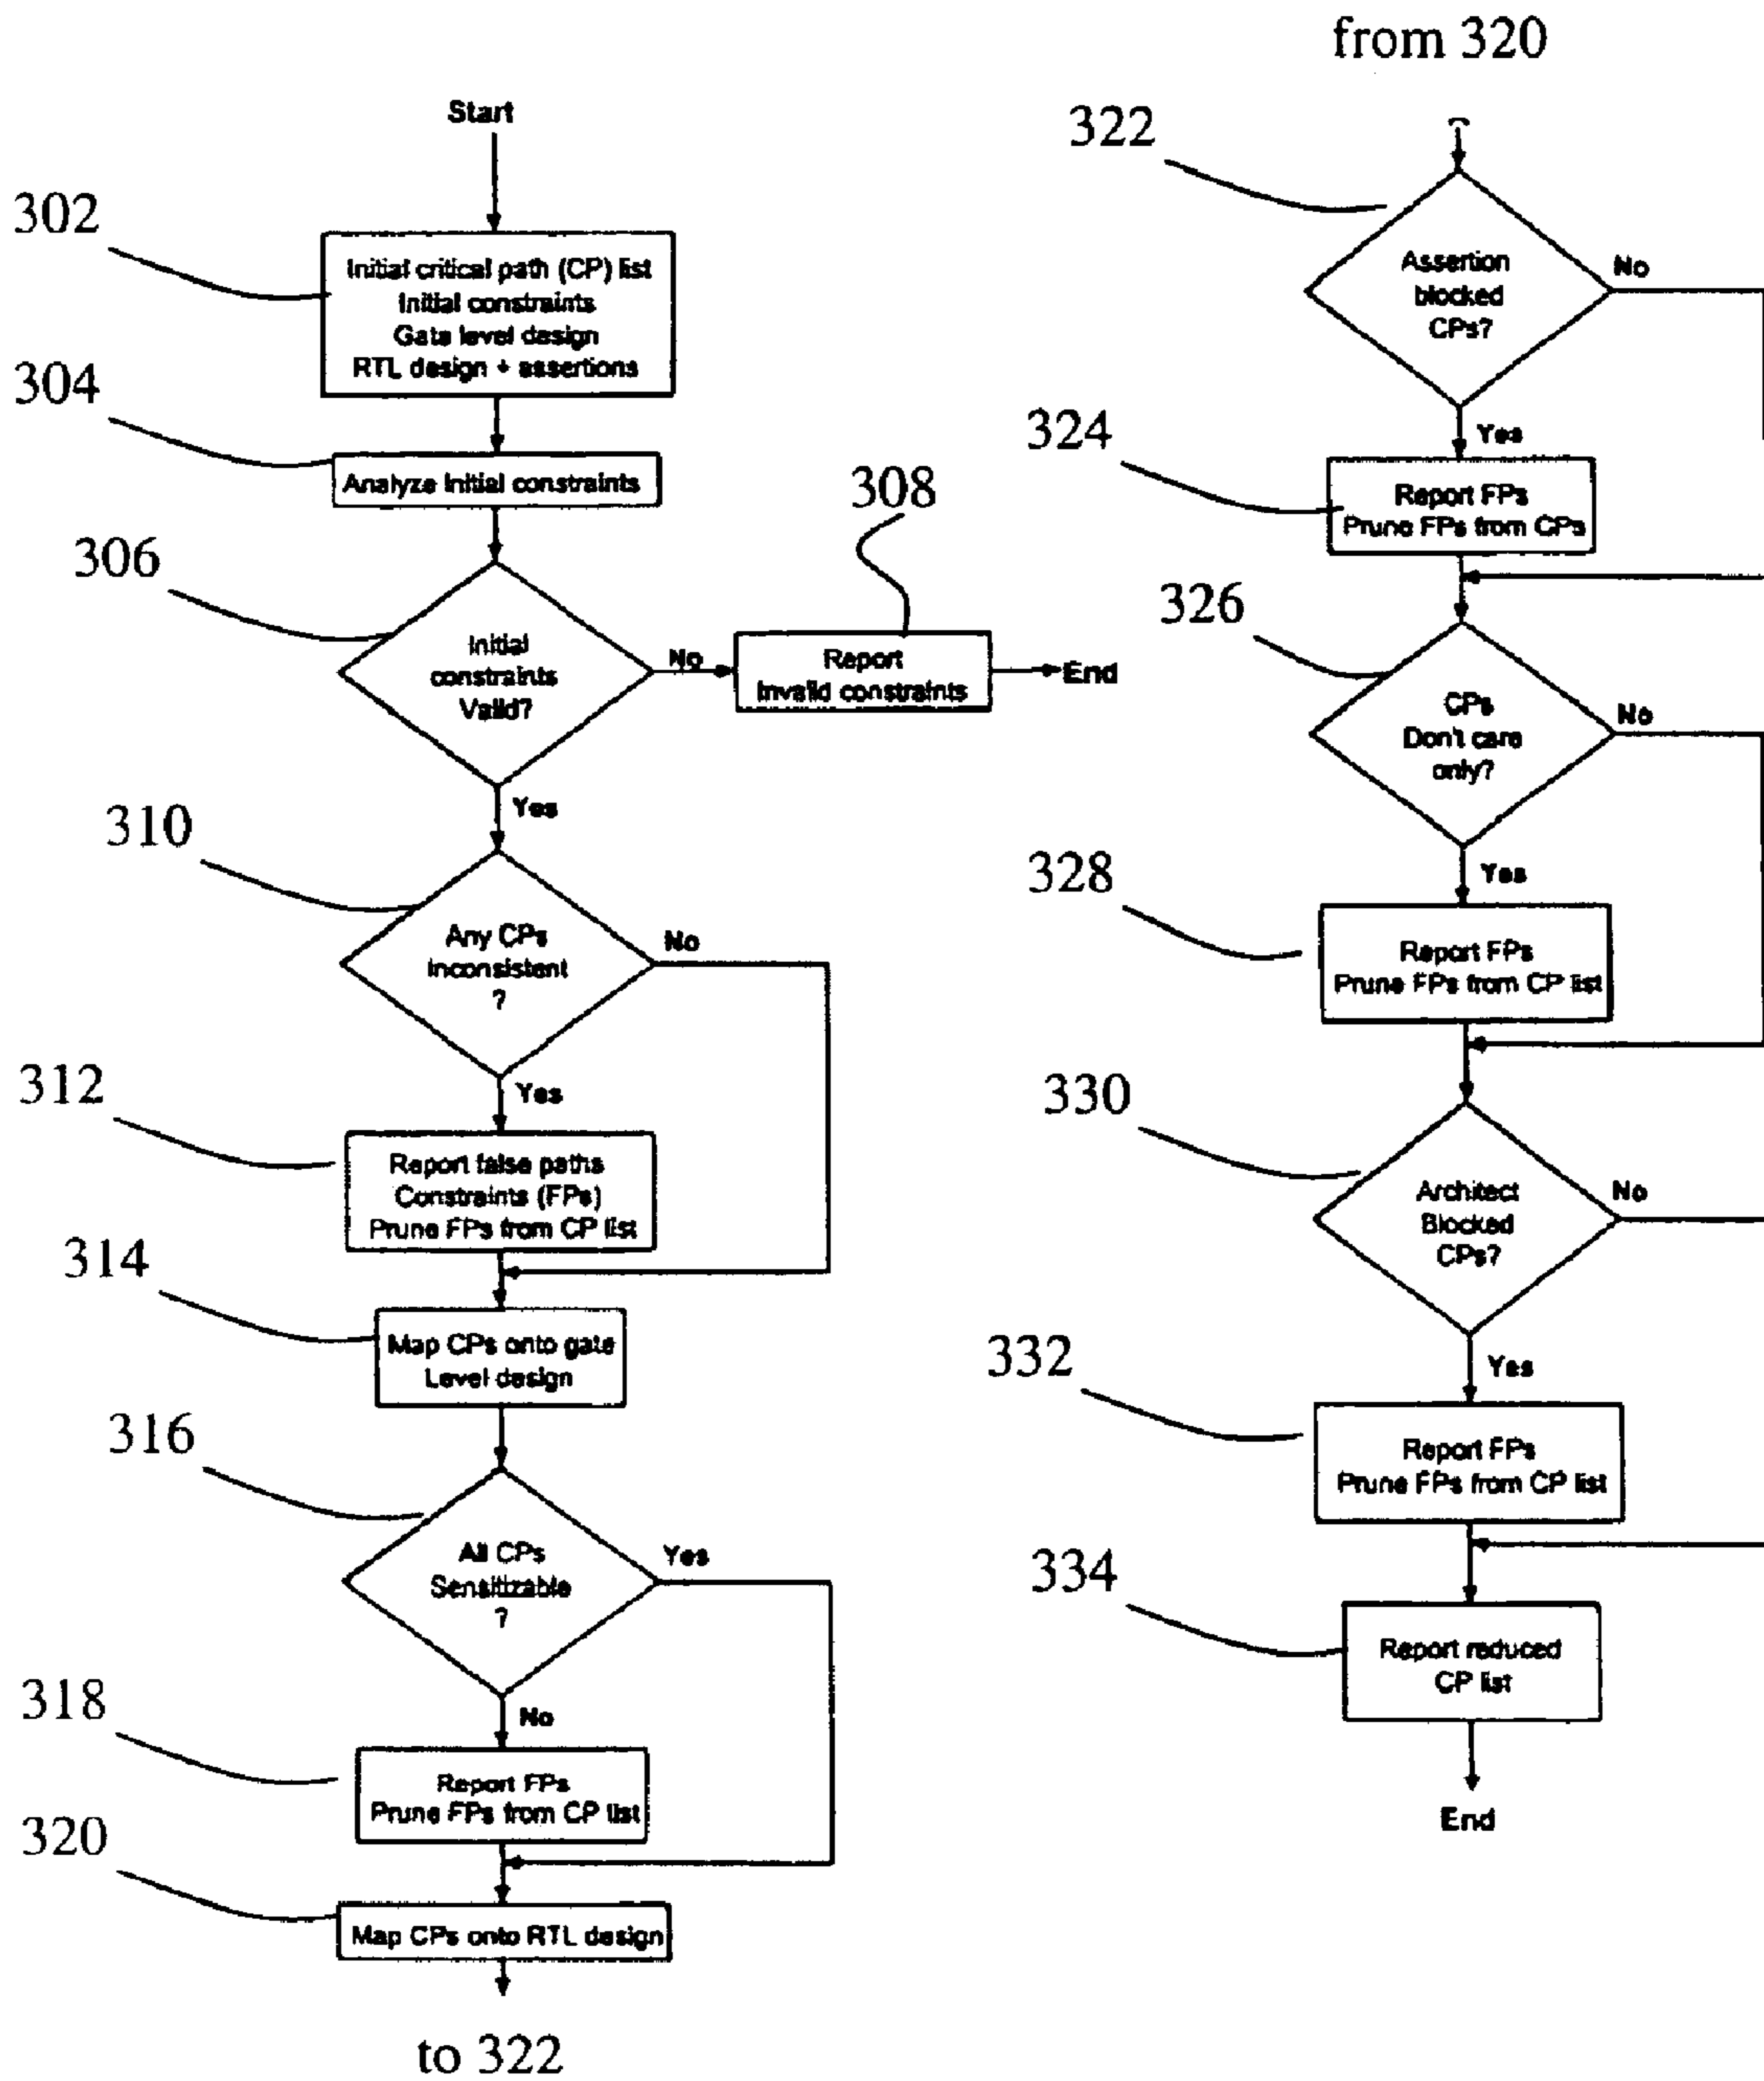 Start
302
Initial critical path (CP) list
Initial constraints
Gate level design
RTL design + assertions
304
Analyze Initial constraints
306
Initial
constraints
Valid?
No
308
Report
Invalid constraints
End
Yes
310
Any CPs
Inconsistent
?
No
Yes
312
Report false paths
Constraints (FPs)
Prune FPs from CP list
314
Map CPs onto gate
Level design
316
All CPs
Sensitizable
?
Yes
No
318
Report FPs
Prune FPs from CP list
320
Map CPs onto RTL design
to 322
from 320
322
Assertion
blocked
CPs?
No
Yes
324
Report FPs
Prune FPs from CPs
326
CPs
Don't care
only?
No
Yes
328
Report FPs
Prune FPs from CP list
330
Architect
Blocked
CPs?
No
Yes
332
Report FPs
Prune FPs from CP list
334
Report reduced
CP list
End